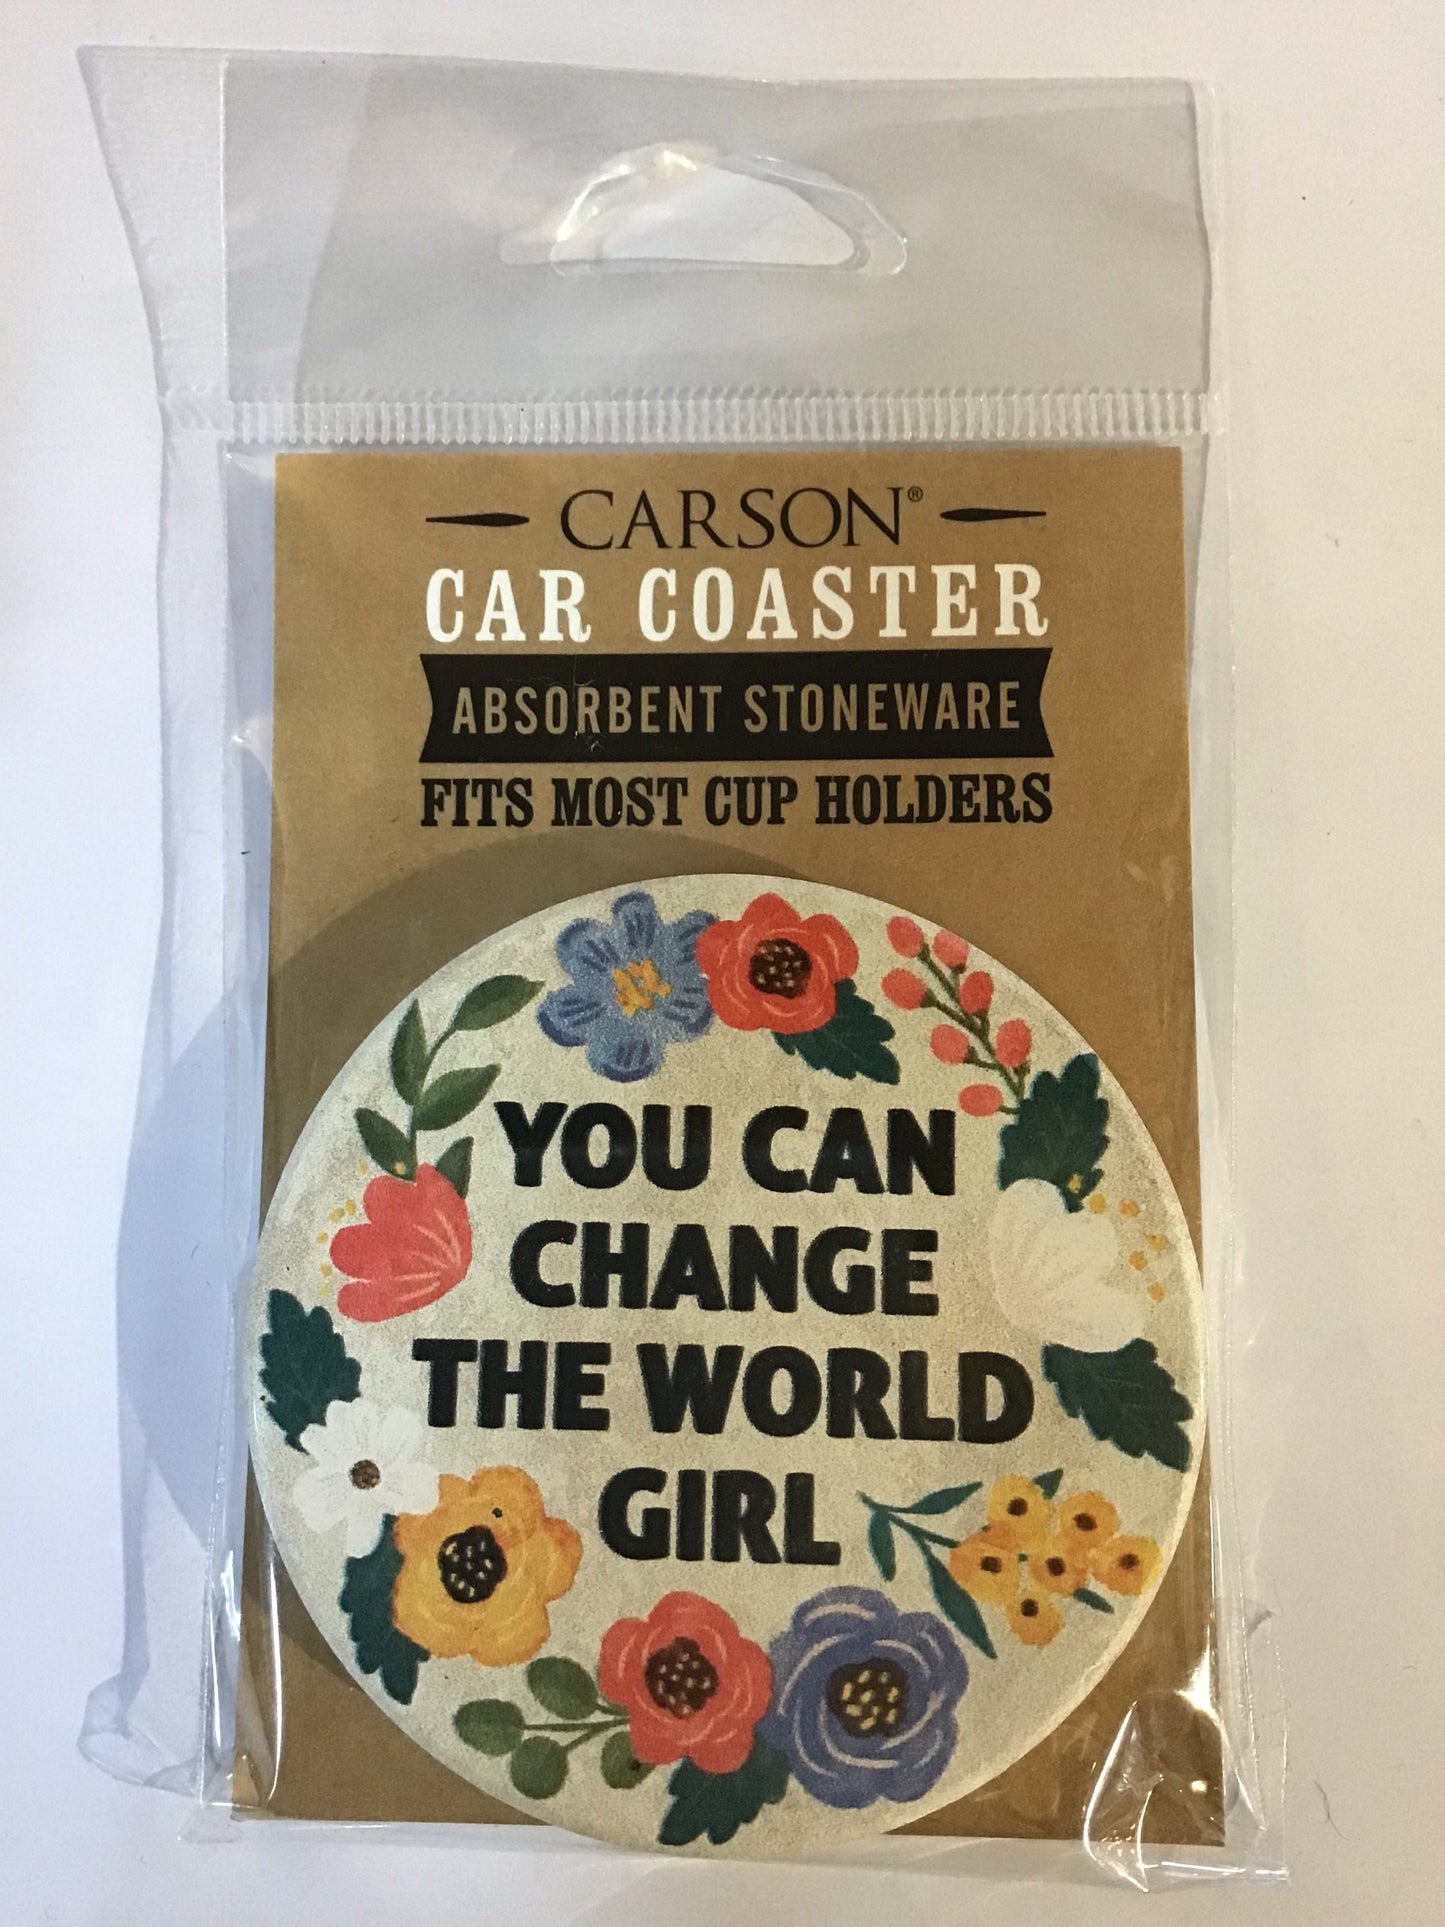 CARSON®
CAR COASTER
ABSORBENT STONEWARE
FITS MOST CUP HOLDERS
YOU CAN
CHANGE
THE WORLD
GIRL